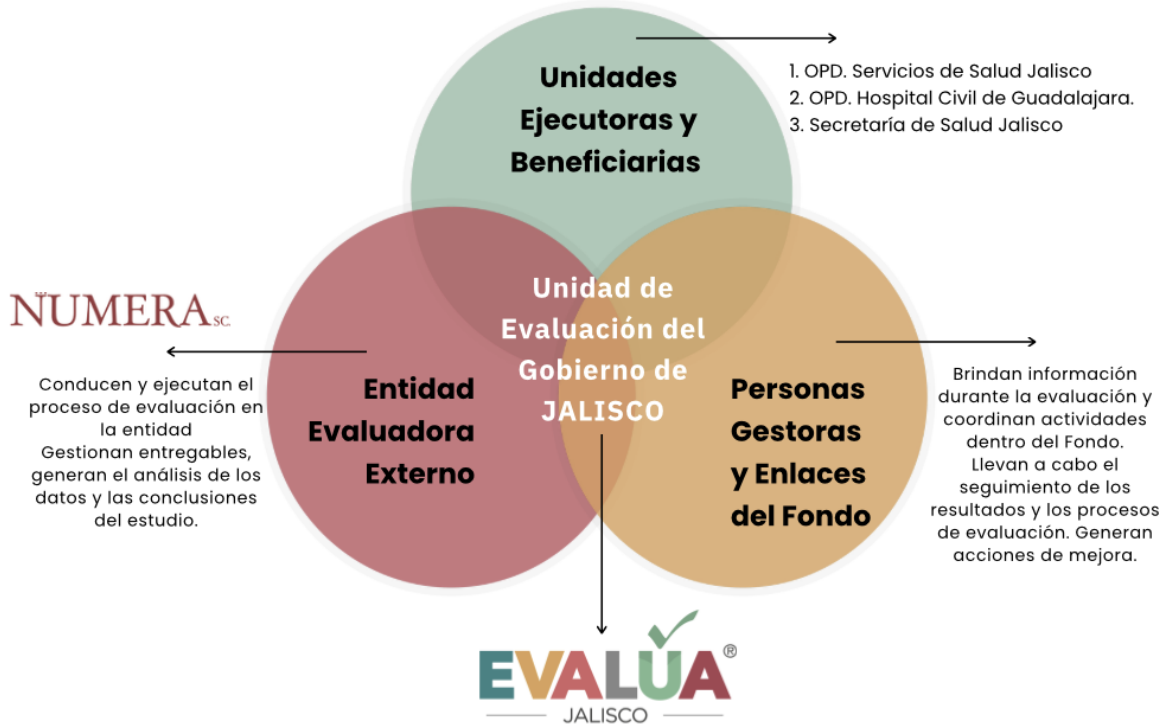 Unidades
Ejecutoras y
Beneficiarias
1. OPD. Servicios de Salud Jalisco
2. OPD. Hospital Civil de Guadalajara.
3. Secretaría de Salud Jalisco
Unidad de
Evaluación del
Gobierno de
JALISCO
NUMERA SC.
Conducen y ejecutan el
proceso de evaluación en
la entidad
Gestionan entregables,
generan el análisis de los
datos y las conclusiones
del estudio.
Entidad
Evaluadora
Externo
Personas
Gestoras
y Enlaces
del Fondo
Brindan información
durante la evaluación y
coordinan actividades
dentro del Fondo.
Llevan a cabo el
seguimiento de los
resultados y los procesos
de evaluación. Generan
acciones de mejora.
EVALÚA®
JALISCO